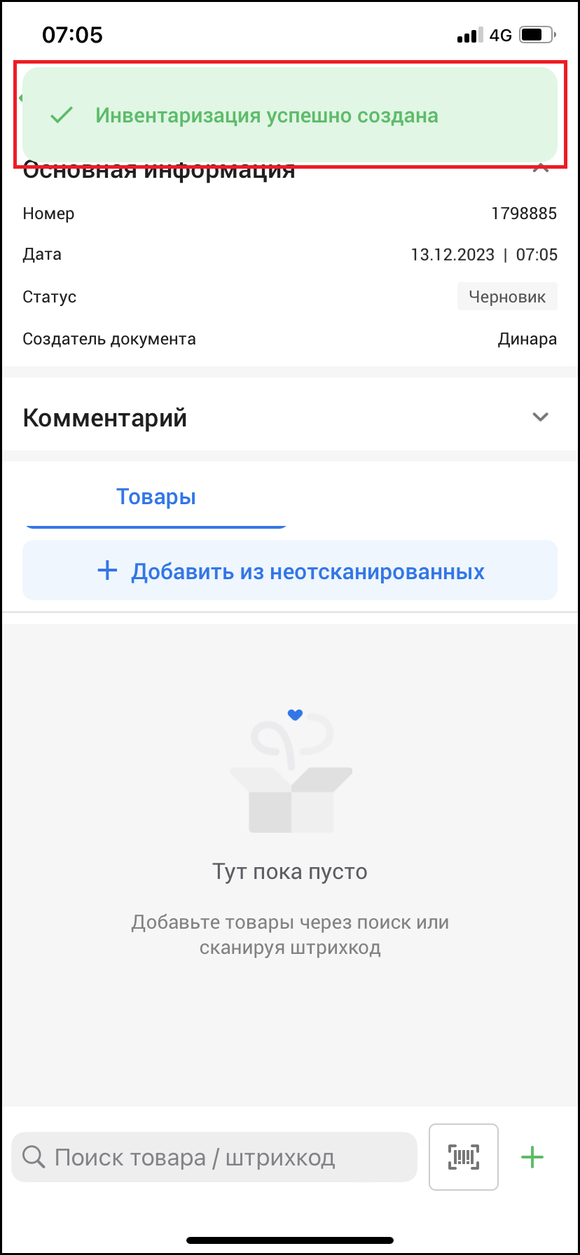 07:05
4G
Инвентаризация успешно создана
Основная информация
Номер 1798885
Дата 13.12.2023 | 07:05
Статус Черновик
Создатель документа Динара
Комментарий
Товары
+ Добавить из неотсканированных
Тут пока пусто
Добавьте товары через поиск или
сканируя штрихкод
Поиск товара / штрихкод